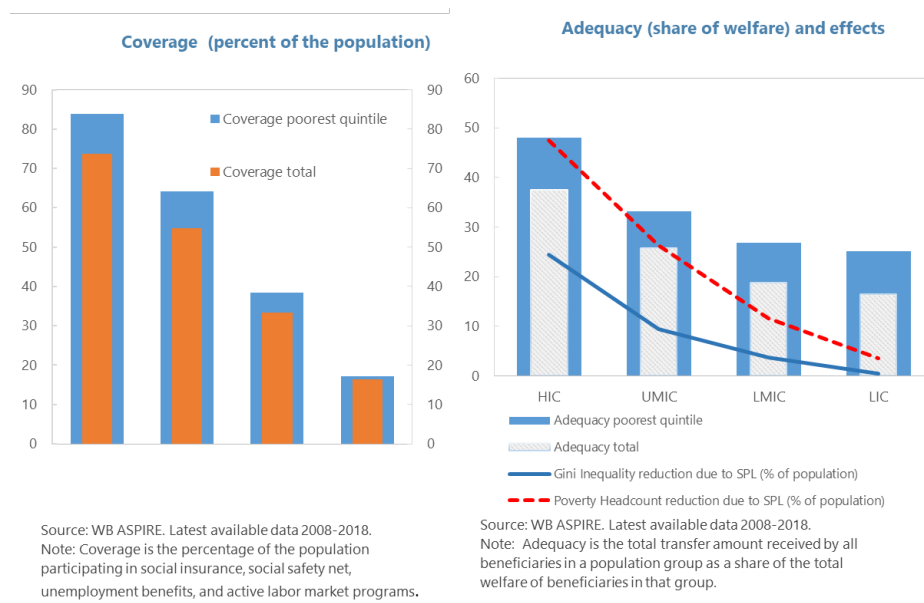 Coverage (percent of the population)
90
80
70
60
50
40
30
20
10
0
90
80
70
60
50
40
30
20
10
0
Coverage poorest quintile
Coverage total
Source: WB ASPIRE. Latest available data 2008-2018.
Note: Coverage is the percentage of the population
participating in social insurance, social safety net,
unemployment benefits, and active labor market programs.
Adequacy (share of welfare) and effects
60
50
40
30
20
10
0
HIC UMIC LMIC LIC
Adequacy poorest quintile
Adequacy total
Gini Inequality reduction due to SPL (% of population)
Poverty Headcount reduction due to SPL (% of population)
Source: WB ASPIRE. Latest available data 2008-2018.
Note: Adequacy is the total transfer amount received by all
beneficiaries in a population group as a share of the total
welfare of beneficiaries in that group.